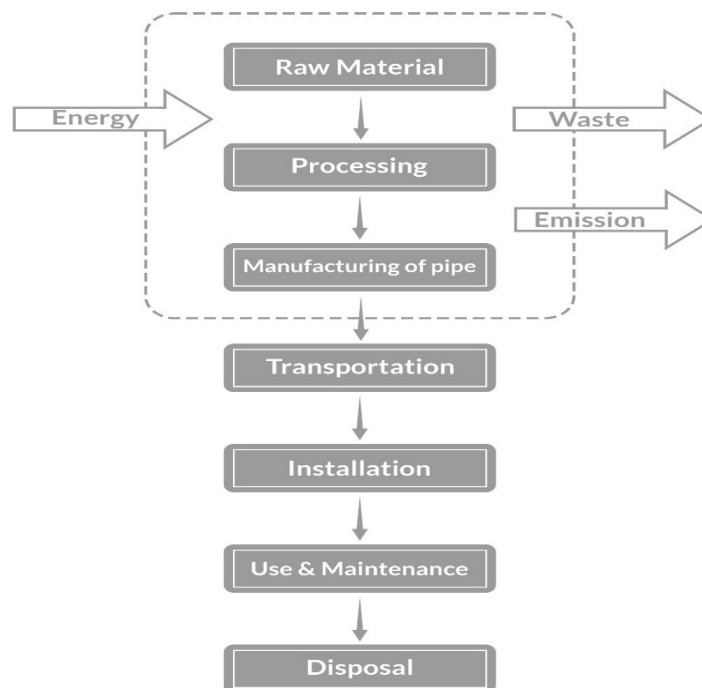 Raw Material
Energy
Waste
Processing
Emission
Manufacturing of pipe
Transportation
Installation
Use & Maintenance
Disposal